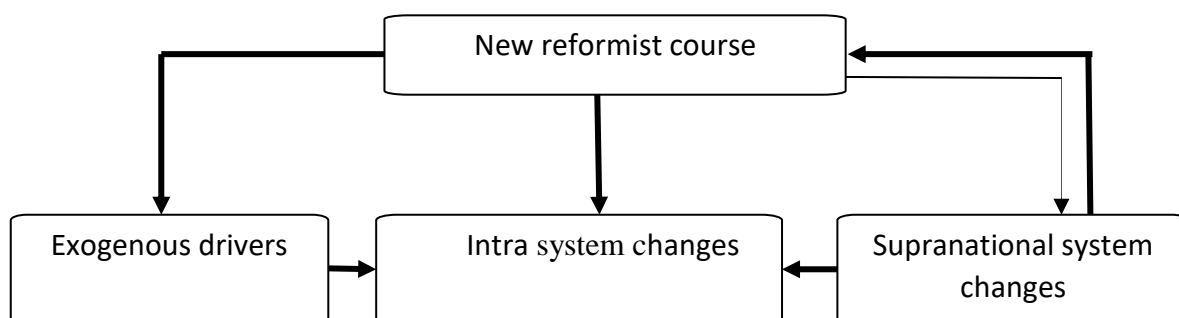 New reformist course
Exogenous drivers
Intra system changes
Supranational system
changes